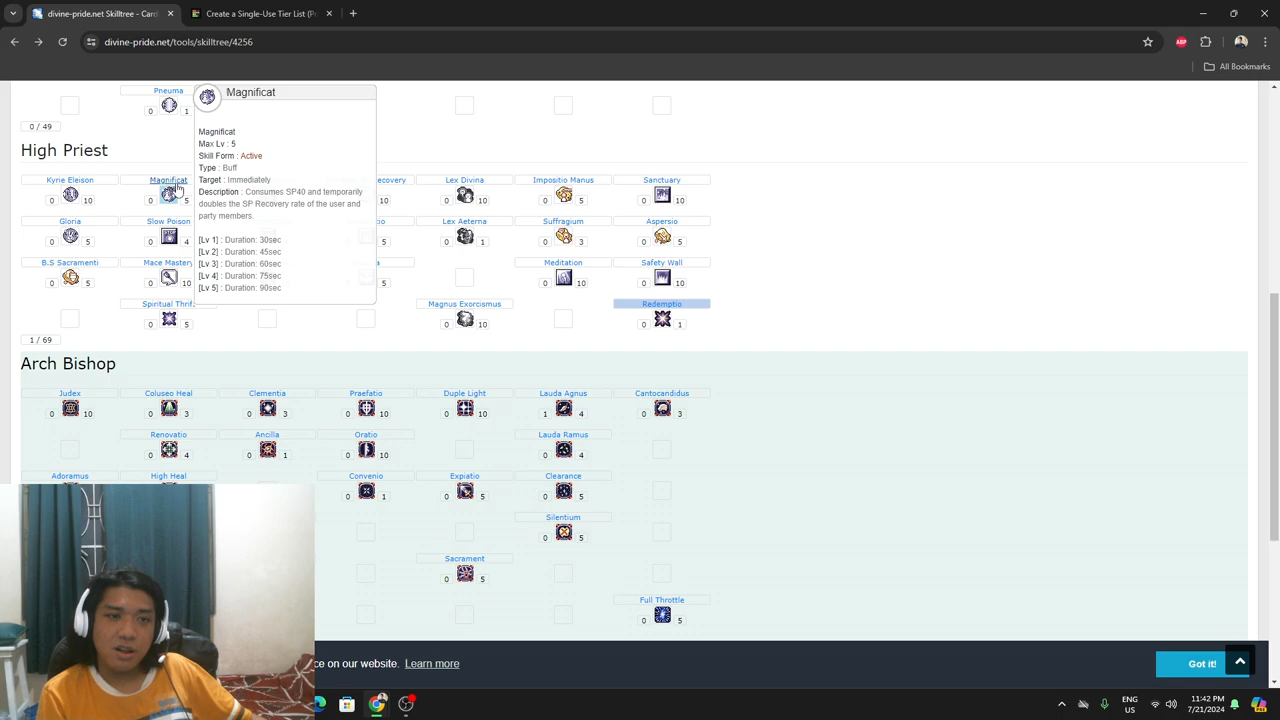 divine-pride.net Skilltree - Card
Create a Single-Use Tier List (P
divine-pride.net/tools/skilltree/4256
All Bookmarks
Pneuma
0 1
0 / 49
Magnificat
Magnificat
Max Lv : 5
Skill Form : Active
Type : Buff
Target : Immediately
Description : Consumes SP40 and temporarily
doubles the SP Recovery rate of the user and
party members.
[Lv 1] : Duration: 30sec
[Lv 2] : Duration: 45sec
[Lv 3] : Duration: 60sec
[Lv 4] : Duration: 75sec
[Lv 5] : Duration: 90sec
High Priest
Kyrie Eleison Magnificat ecovery Lex Divina Impositio Manus Sanctuary
0 10 0 5 10 0 10 0 5 0 10
Gloria Slow Poison Lex Aeterna Suffragium Aspersio
0 5 0 4 0 1 0 3 0 5
B.S Sacramenti Mace Mastery Meditation Safety Wall
0 5 0 10 5 0 10 0 10
Spiritual Thrif Magnus Exorcismus Redemptio
0 5 0 10 0 1
1 / 69
Arch Bishop
Judex Coluseo Heal Clementia Praefatio Duple Light Lauda Agnus Cantocandidus
0 10 0 3 0 3 0 10 0 10 1 4 0 3
Renovatio Ancilla Oratio Lauda Ramus
0 4 0 1 0 10 0 4
Adoramus High Heal Convenio Expiatio Clearance
0 1 0 5 0 5
Silentium
0 5
Sacrament
0 5
Full Throttle
0 5
ce on our website. Learn more
Got it!
ENG
US
11:42 PM
7/21/2024